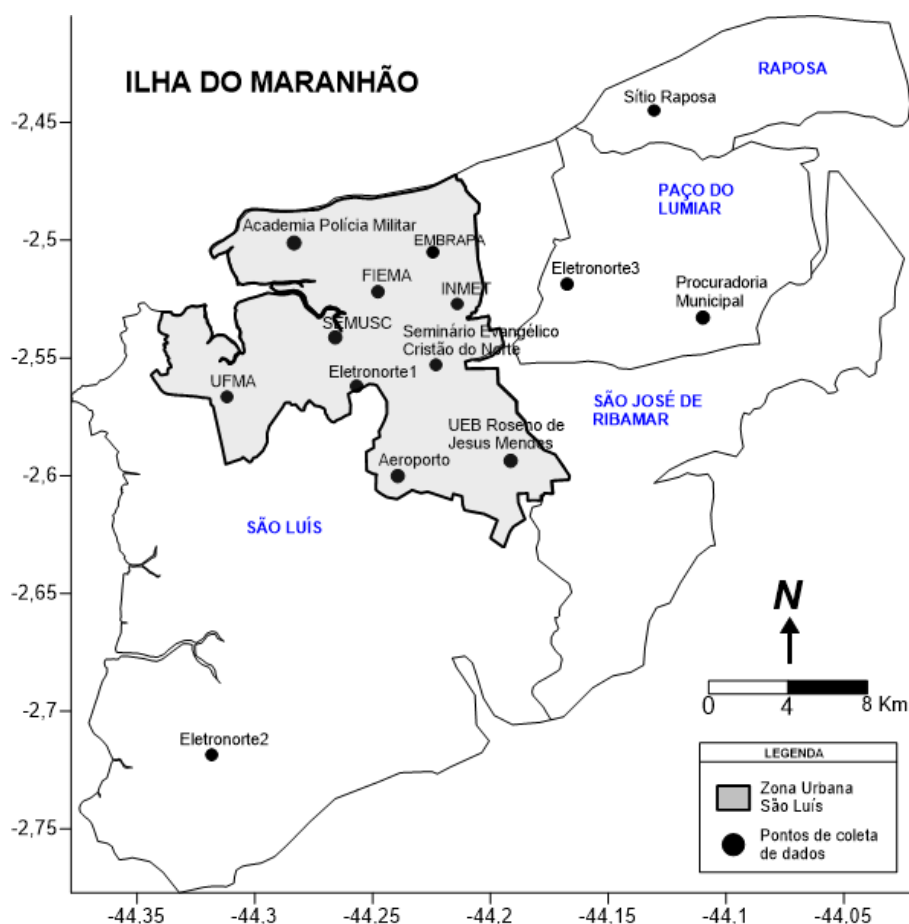 ILHA DO MARANHÃO
RAPOSA
Sítio Raposa
-2,45
PAÇO DO
LUMIAR
Academia Polícia Militar
EMBRAPA
-2,5
Eletronorte3
FIEMA
INMET
Procuradoria
Municipal
SEMUSC
Seminário Evangélico
Cristão do Norte
-2,55
UFMA
Eletronorte1
SÃO JOSÉ DE
RIBAMAR
UEB Roseno de
Jesus Mendes
Aeroporto
-2,6
SÃO LUÍS
N
-2,65
0 4 8 Km
-2,7
Eletronorte2
LEGENDA
Zona Urbana
São Luís
Pontos de coleta
de dados
-2,75
-44,35 -44,3 -44,25 -44,2 -44,15 -44,1 -44,05